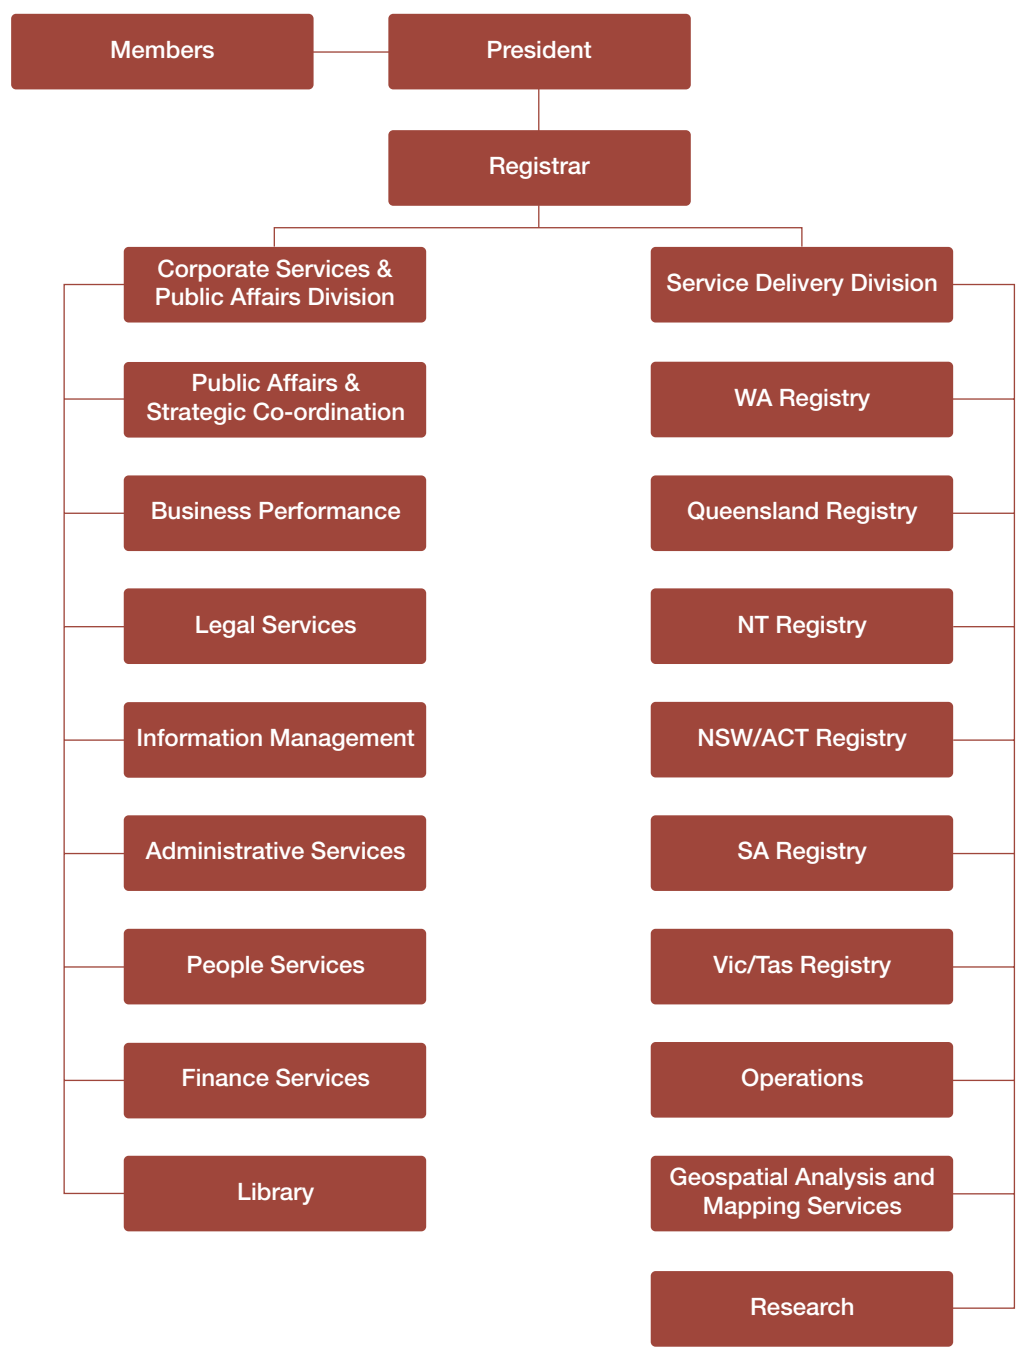 Members
President
Registrar
Corporate Services &
Public Affairs Division
Public Affairs &
Strategic Co-ordination
Business Performance
Legal Services
Information Management
Administrative Services
People Services
Finance Services
Library
Service Delivery Division
WA Registry
Queensland Registry
NT Registry
NSW/ACT Registry
SA Registry
Vic/Tas Registry
Operations
Geospatial Analysis and
Mapping Services
Research